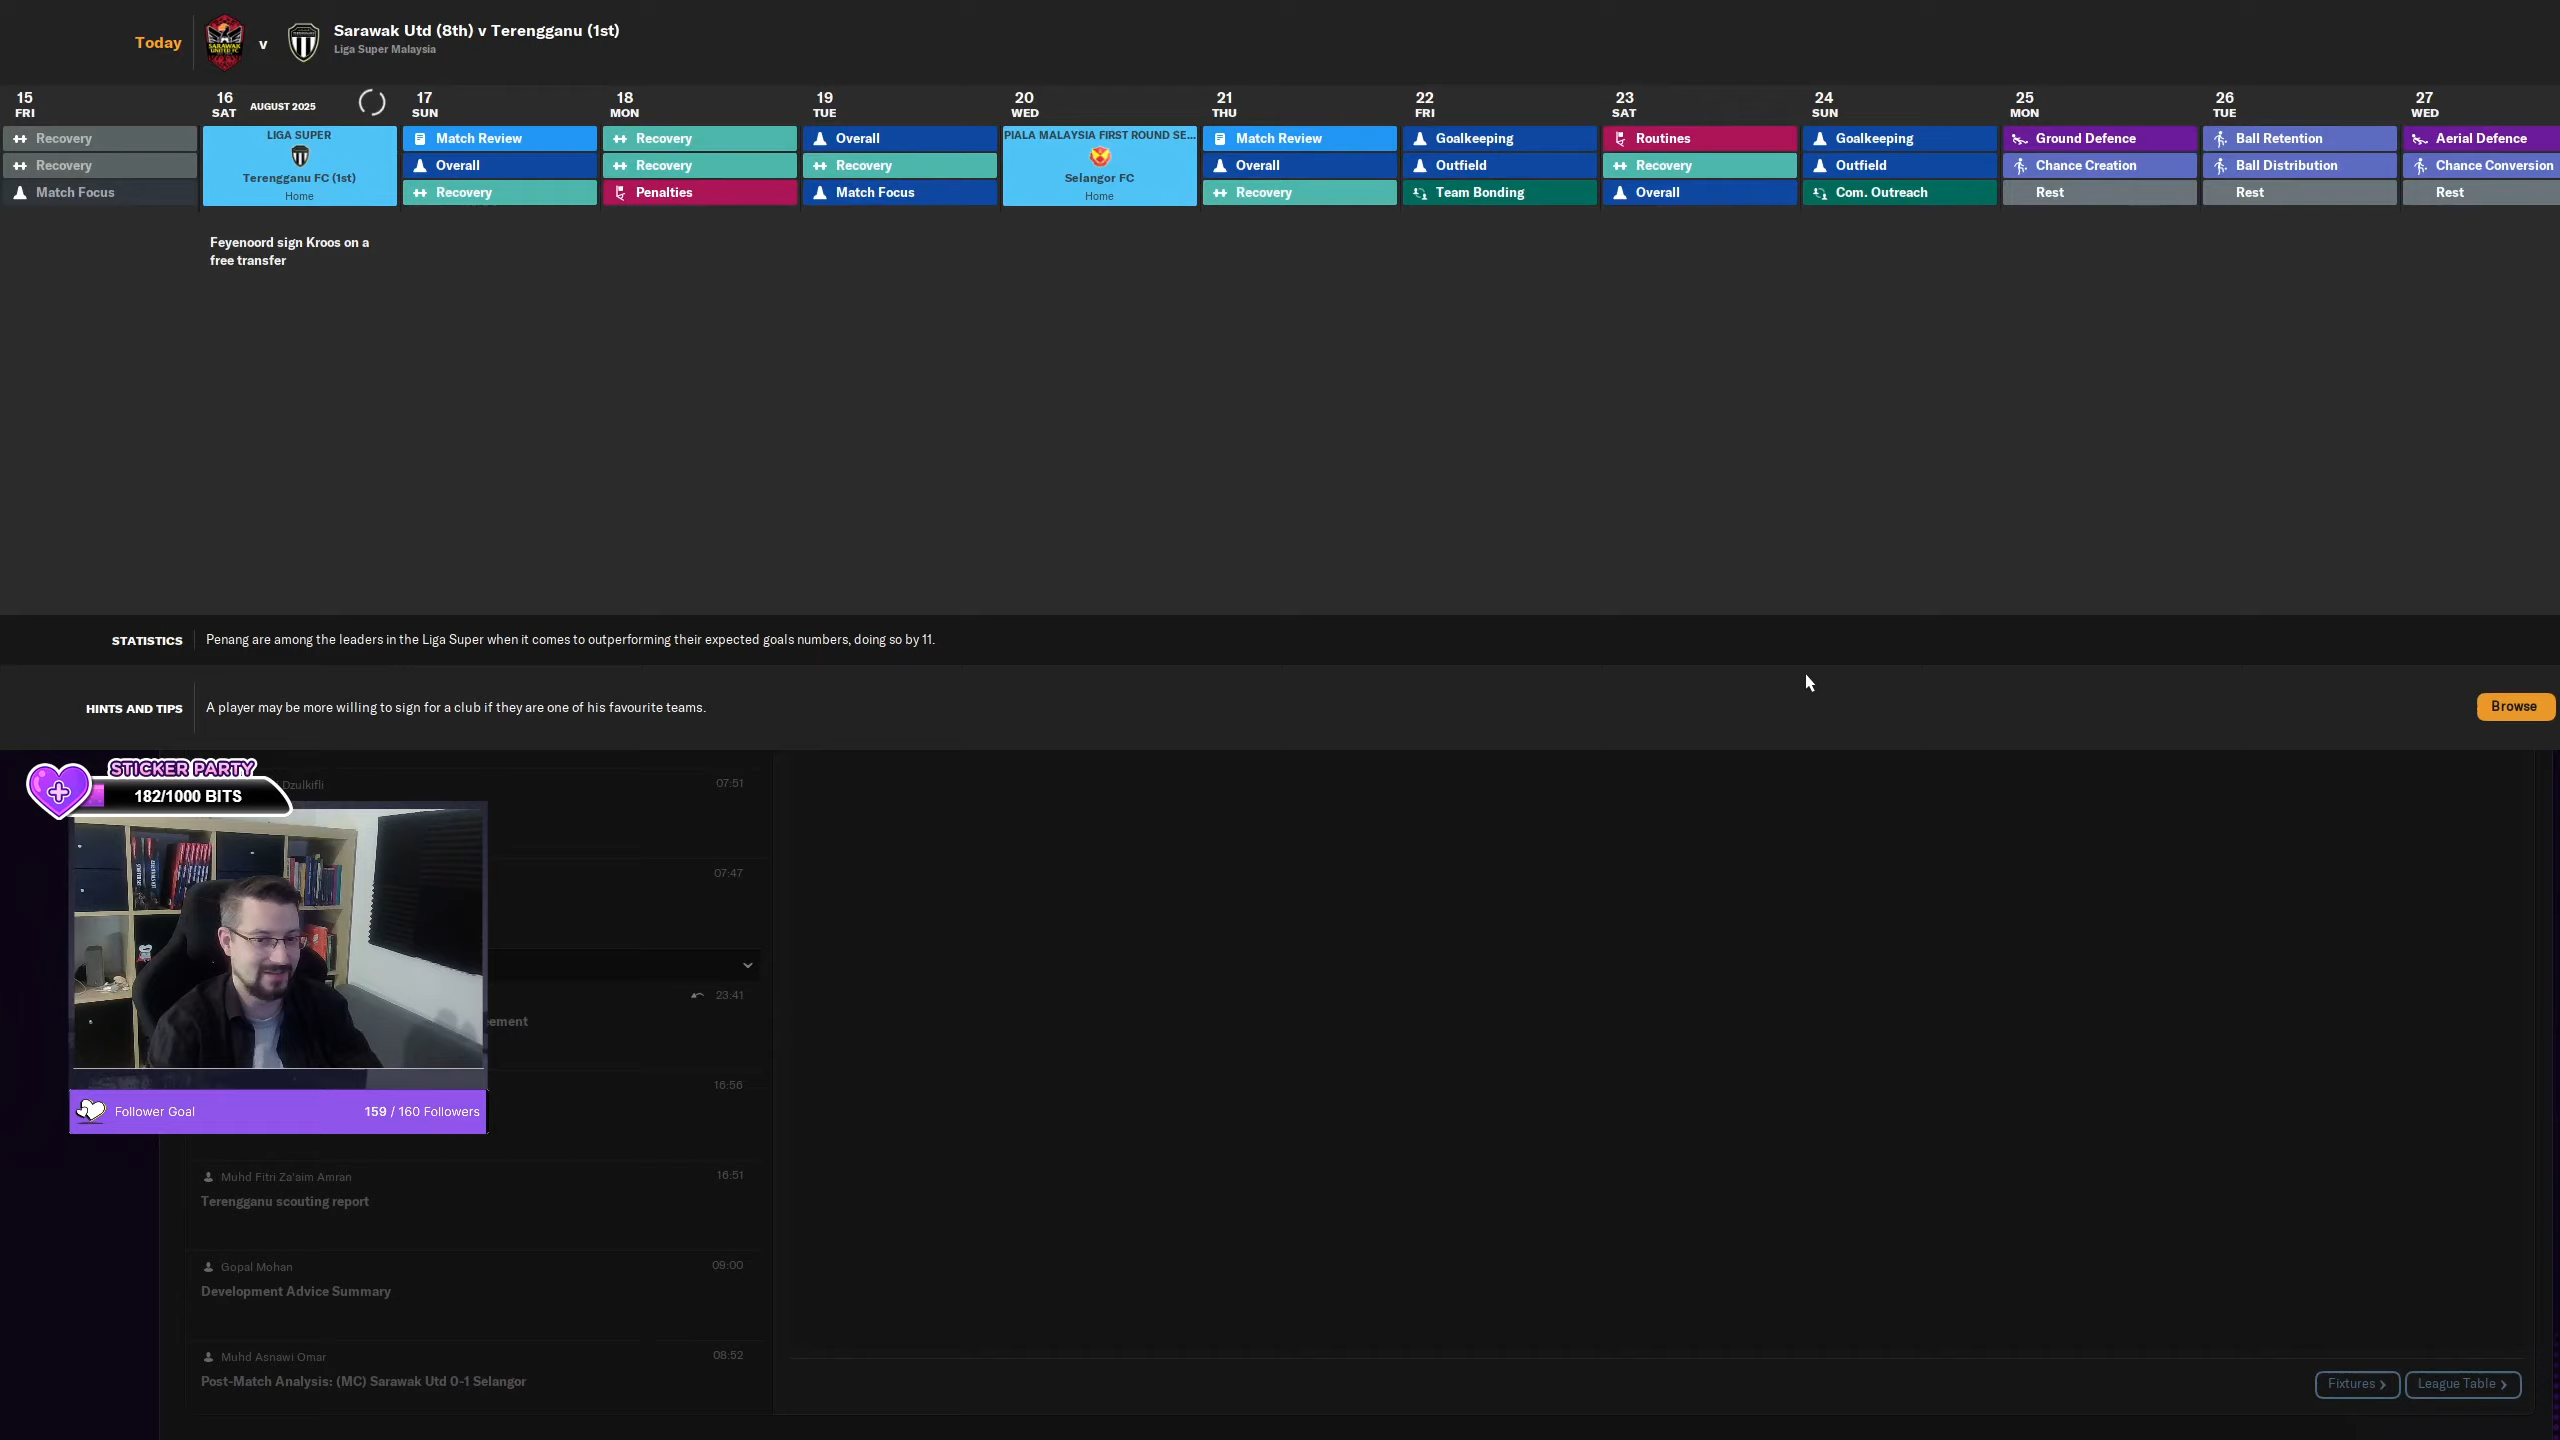 Today
v
Sarawak Utd (8th) v Terengganu (1st)
Liga Super Malaysia
15
FRI
16
SAT
AUGUST 2025
17
SUN
18
MON
19
TUE
20
WED
21
THU
22
FRI
23
SAT
24
SUN
25
MON
26
TUE
27
WED
Recovery
Recovery
Match Focus
LIGA SUPER
Terengganu FC (1st)
Home
Match Review
Overall
Recovery
Recovery
Recovery
Penalties
Overall
Recovery
Match Focus
PIALA MALAYSIA FIRST ROUND SE...
Selangor FC
Home
Match Review
Overall
Recovery
Goalkeeping
Outfield
Team Bonding
Routines
Recovery
Overall
Goalkeeping
Outfield
Com. Outreach
Ground Defence
Chance Creation
Rest
Ball Retention
Ball Distribution
Rest
Aerial Defence
Chance Conversion
Rest
Feyenoord sign Kroos on a
free transfer
STATISTICS
Penang are among the leaders in the Liga Super when it comes to outperforming their expected goals numbers, doing so by 11.
HINTS AND TIPS
A player may be more willing to sign for a club if they are one of his favourite teams.
Browse
STICKER PARTY
182/1000 BITS
Dzulkifli
07:51
07:47
23:41
ement
16:56
Follower Goal
159 / 160 Followers
Muhd Fitri Za'aim Amran
16:51
Terengganu scouting report
Gopal Mohan
09:00
Development Advice Summary
Muhd Asnawi Omar
08:52
Post-Match Analysis: (MC) Sarawak Utd 0-1 Selangor
Fixtures
League Table